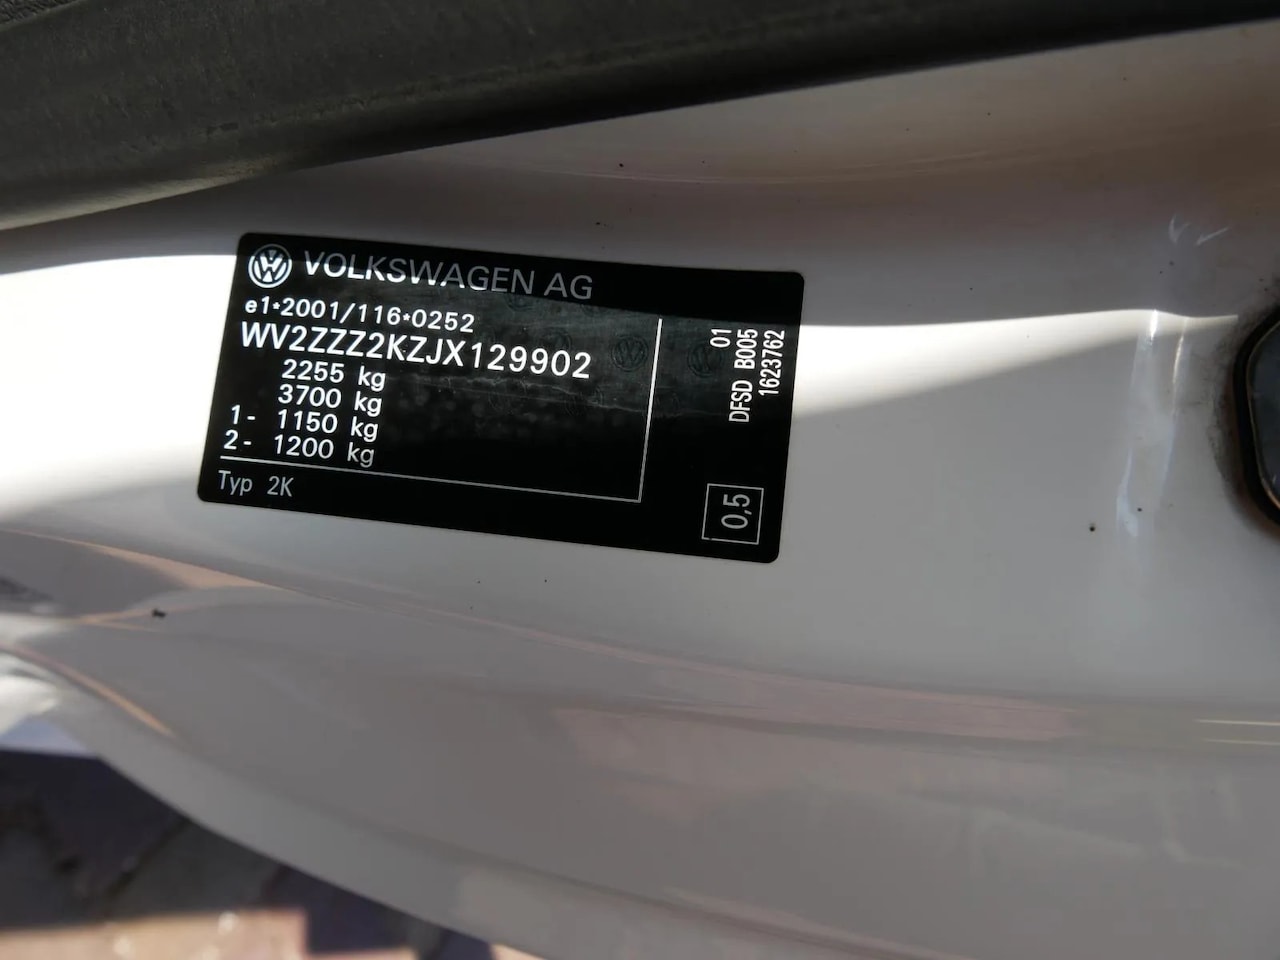 VOLKSWAGEN AG
e1*2001/116*0252
WV2ZZZ2KZJX129902
2255 kg
3700 kg
1- 1150 kg
2- 1200 kg
Typ 2K
01
DFSD B005
1623762
0,5